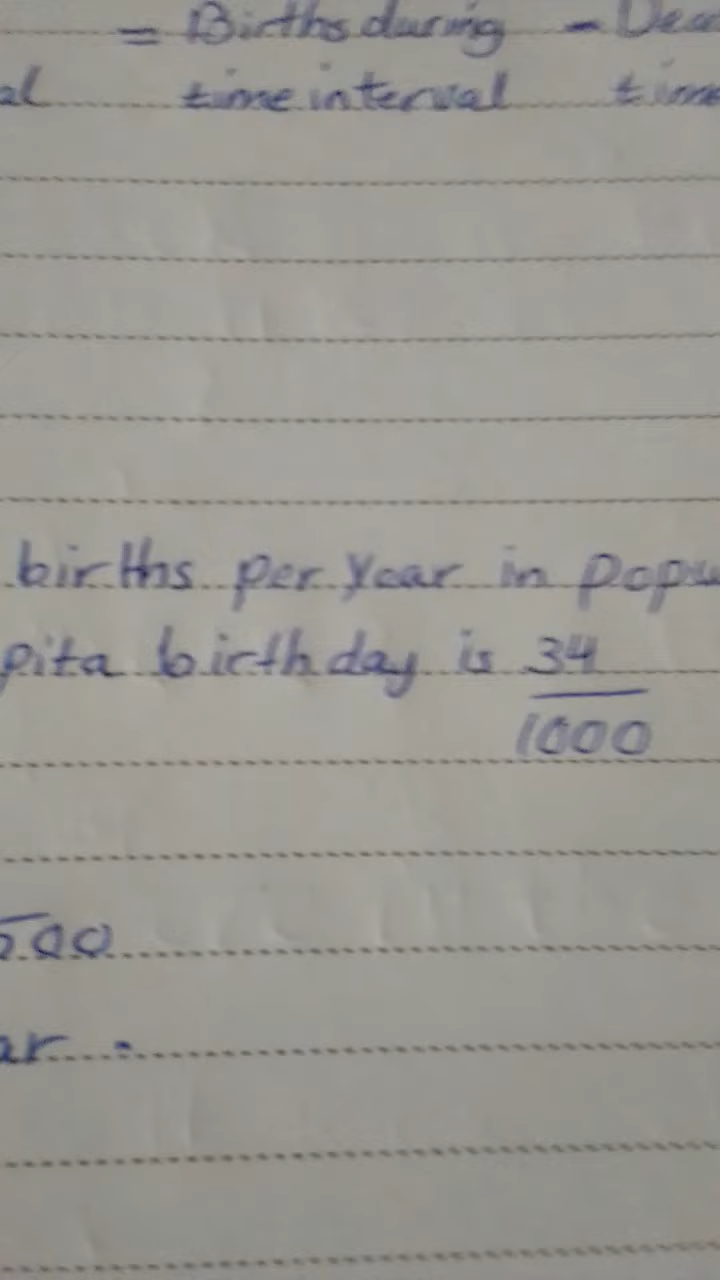 = Births during - Dea
al time interval time
births per year in popu
pita birthday is 34
1000
500
ar.